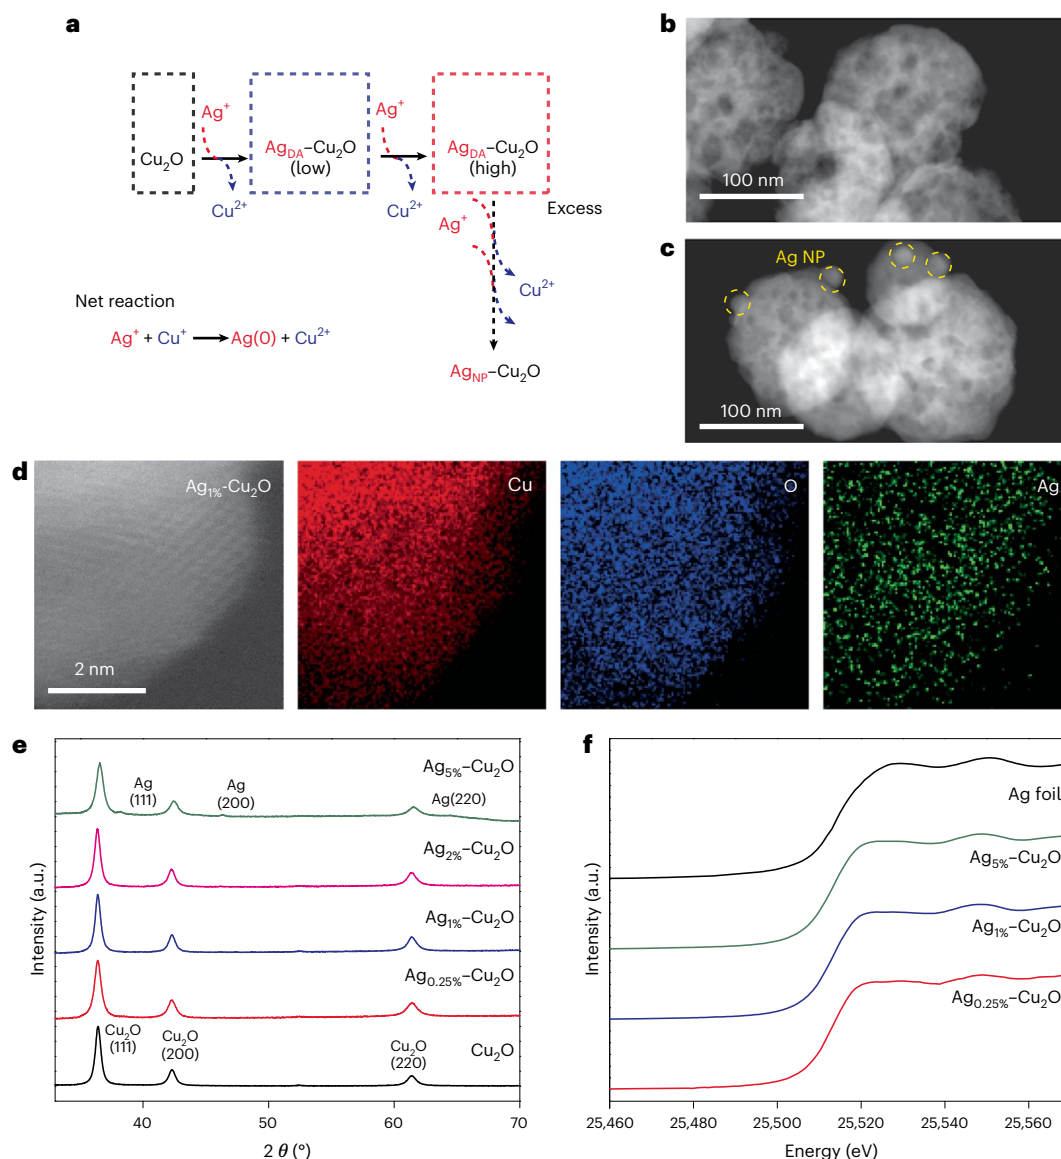 a
Ag⁺
Ag⁺
Cu₂O
Ag_DA–Cu₂O
(low)
Ag_DA–Cu₂O
(high)
Cu²⁺
Cu²⁺
Excess
Ag⁺
Cu²⁺
Net reaction
Ag⁺ + Cu⁺ → Ag(0) + Cu²⁺
Ag_NP–Cu₂O
b
100 nm
c
Ag NP
100 nm
d
Ag₁%-Cu₂O
2 nm
Cu
O
Ag
e
Intensity (a.u.)
Ag₅%–Cu₂O
Ag
(111)
Ag
(200)
Ag(220)
Ag₂%–Cu₂O
Ag₁%–Cu₂O
Ag₀.₂₅%–Cu₂O
Cu₂O
(111)
Cu₂O
(200)
Cu₂O
(220)
Cu₂O
40
50
60
70
2 θ (°)
f
Intensity (a.u.)
Ag foil
Ag₅%–Cu₂O
Ag₁%–Cu₂O
Ag₀.₂₅%–Cu₂O
25,460
25,480
25,500
25,520
25,540
25,560
Energy (eV)